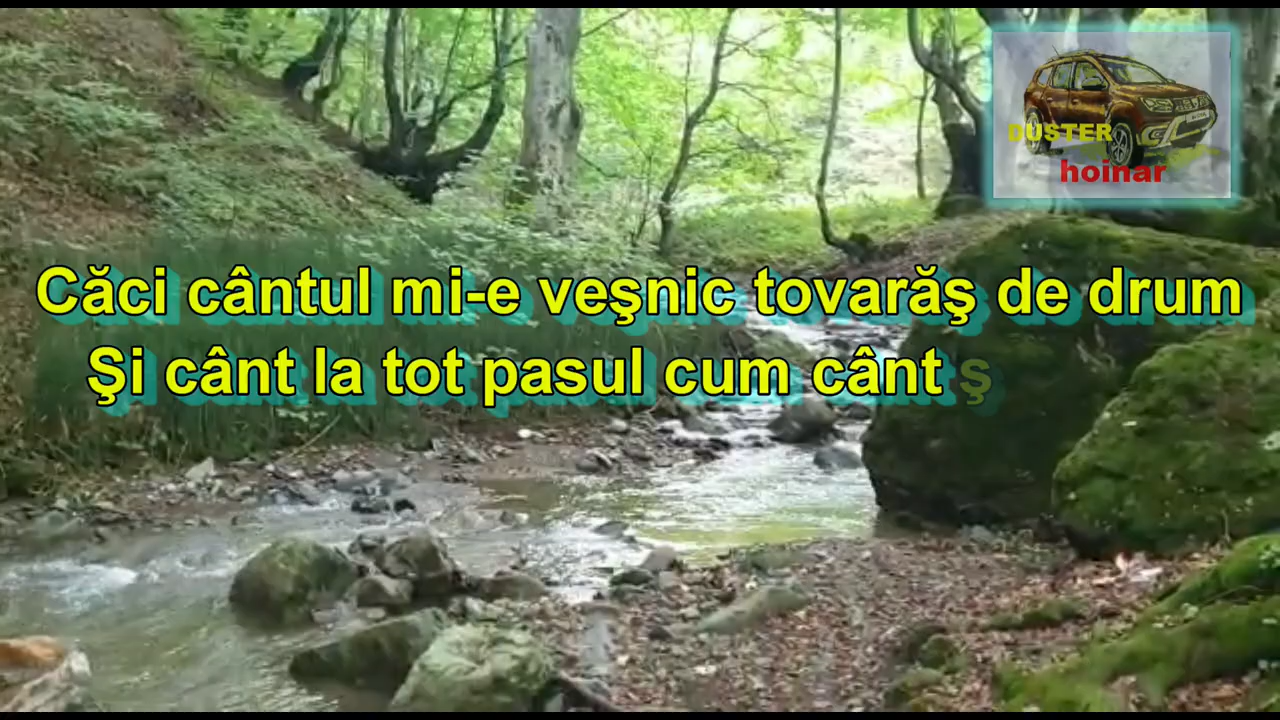 DUSTER
hoinar
Căci cântul mi-e veşnic tovarăş de drum
Şi cânt la tot pasul cum cânt ş